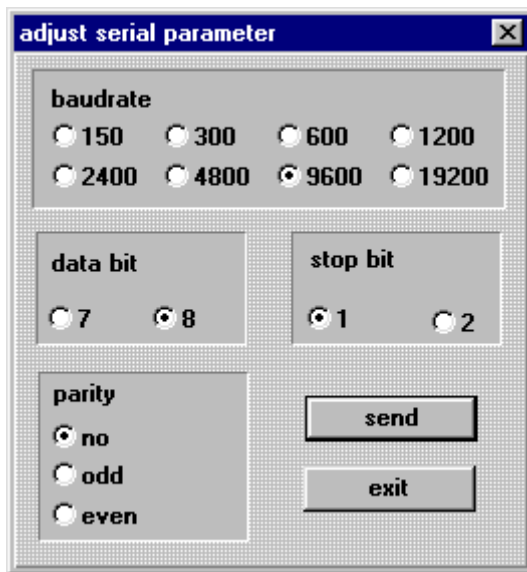 adjust serial parameter
baudrate
150 300 600 1200
2400 4800 9600 19200
data bit
7 8
stop bit
1 2
parity
no
odd
even
send
exit